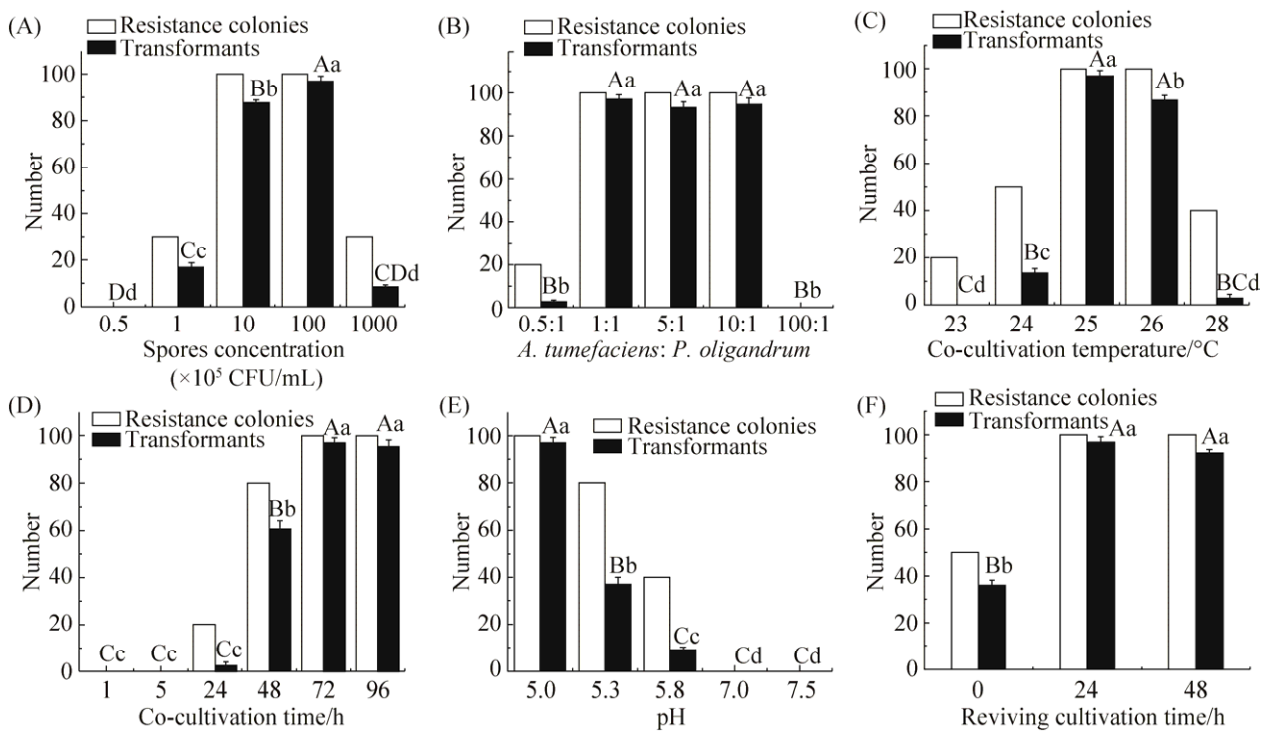 (A)
Resistance colonies
Transformants
100
80
60
40
20
0
Number
Dd
Cc
Bb
Aa
CDd
0.5 1 10 100 1000
Spores concentration
(×10⁵ CFU/mL)
(B)
Resistance colonies
Transformants
100
80
60
40
20
0
Number
Bb
Aa
Aa
Aa
Bb
0.5:1 1:1 5:1 10:1 100:1
A. tumefaciens: P. oligandrum
(C)
Resistance colonies
Transformants
100
80
60
40
20
0
Number
Cd
Bc
Aa
Ab
BCd
23 24 25 26 28
Co-cultivation temperature/°C
(D)
Resistance colonies
Transformants
100
80
60
40
20
0
Number
Cc
Cc
Cc
Bb
Aa
Aa
1 5 24 48 72 96
Co-cultivation time/h
(E)
Resistance colonies
Transformants
100
80
60
40
20
0
Number
Aa
Bb
Cc
Cd
Cd
5.0 5.3 5.8 7.0 7.5
pH
(F)
Resistance colonies
Transformants
100
80
60
40
20
0
Number
Bb
Aa
Aa
0 24 48
Reviving cultivation time/h